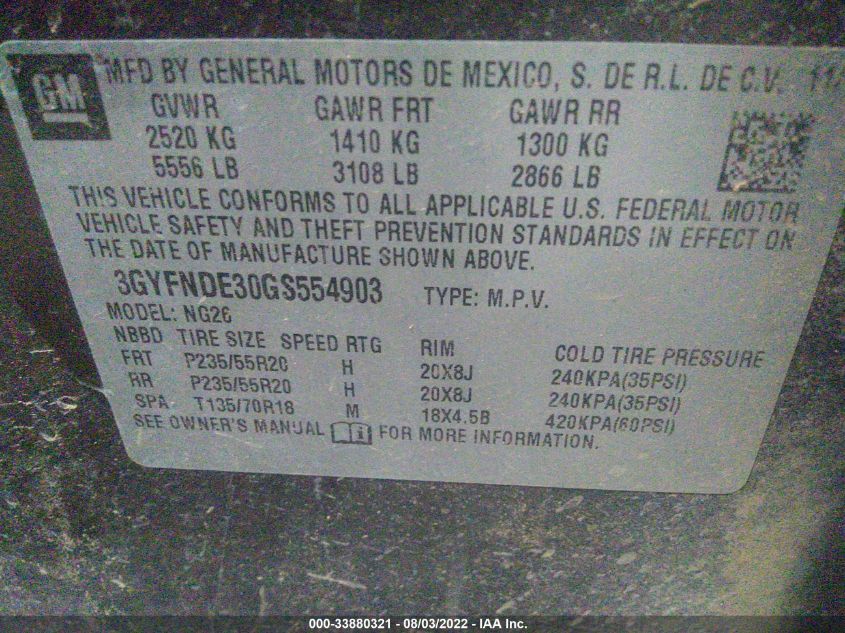 GM MFD BY GENERAL MOTORS DE MEXICO, S. DE R.L. DE C.V.
GVWR GAWR FRT GAWR RR
2520 KG 1410 KG 1300 KG
5556 LB 3108 LB 2866 LB
THIS VEHICLE CONFORMS TO ALL APPLICABLE U.S. FEDERAL MOTOR
VEHICLE SAFETY AND THEFT PREVENTION STANDARDS IN EFFECT ON
THE DATE OF MANUFACTURE SHOWN ABOVE.
3GYFNDE30GS554903 TYPE: M.P.V.
MODEL: NG26
NBBD TIRE SIZE SPEED RTG RIM COLD TIRE PRESSURE
FRT P235/55R20 H 20X8J 240KPA(35PSI)
RR P235/55R20 H 20X8J 240KPA(35PSI)
SPA T135/70R18 M 18X4.5B 420KPA(60PSI)
SEE OWNER'S MANUAL FOR MORE INFORMATION.
000-33880321 - 08/03/2022 - IAA Inc.